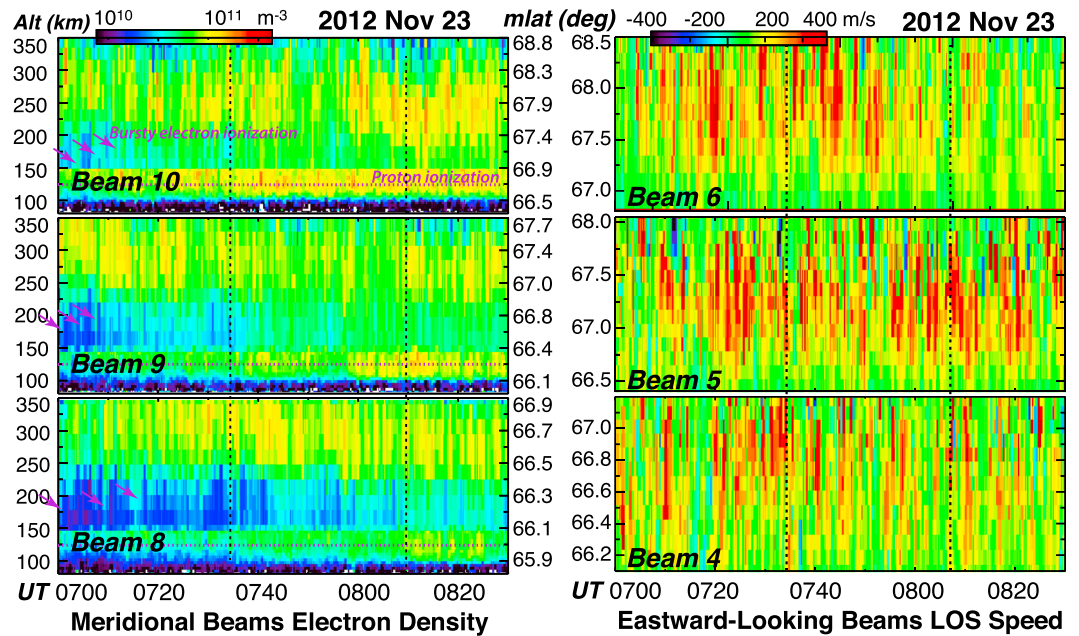 Alt (km) 10^10 10^11 m-3 2012 Nov 23 mlat (deg) -400 -200 200 400 m/s 2012 Nov 23
350 68.8 68.5
300 68.3 68.0
250 67.9
200 Bursty electron ionization 67.4 67.5
150 Proton ionization 66.9
Beam 10 67.0
100 66.5 Beam 6
350 67.7 68.0
300 67.4
250 67.0 67.5
200 66.8
150 66.4 67.0
Beam 9
100 66.1 66.5 Beam 5
350 66.9
300 66.7 67.0
250 66.5 66.8
200 66.3 66.6
150 66.1 66.4
Beam 8
100 65.9 66.2 Beam 4
UT 0700 0720 0740 0810 0820 UT 0700 0720 0740 0800 0820
Meridional Beams Electron Density Eastward-Looking Beams LOS Speed